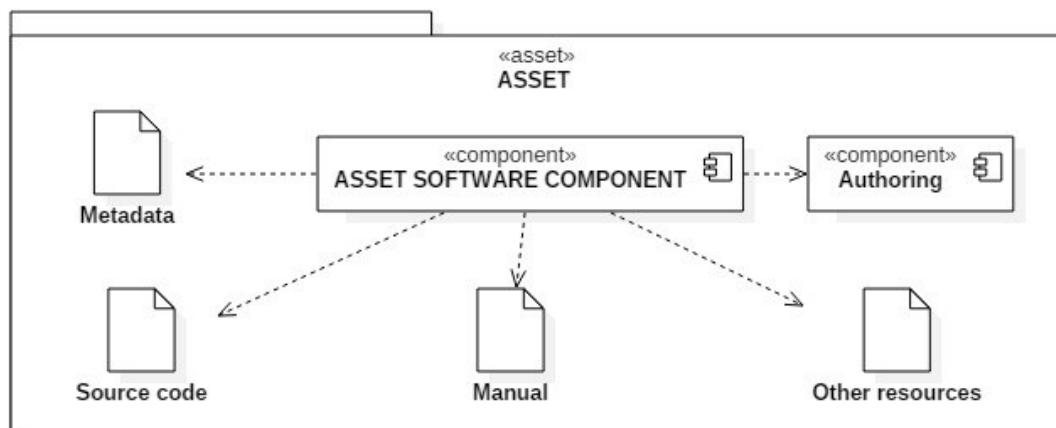 «asset»
ASSET
«component»
ASSET SOFTWARE COMPONENT
«component»
Authoring
Metadata
Source code
Manual
Other resources